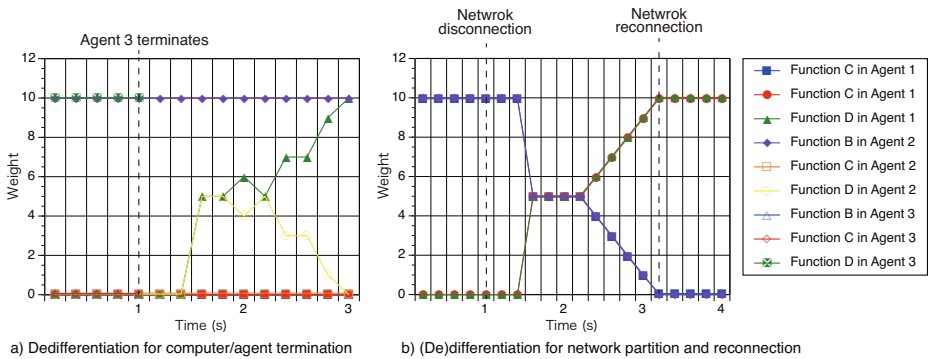 Agent 3 terminates
Netwrok
disconnection
Netwrok
reconnection
12
10
8
6
4
2
0
Weight
1
2
3
Time (s)
12
10
8
6
4
2
0
Weight
1
2
3
4
Time (s)
Function C in Agent 1
Function C in Agent 1
Function D in Agent 1
Function B in Agent 2
Function C in Agent 2
Function D in Agent 2
Function B in Agent 3
Function C in Agent 3
Function D in Agent 3
a) Dedifferentiation for computer/agent termination
b) (De)differentiation for network partition and reconnection